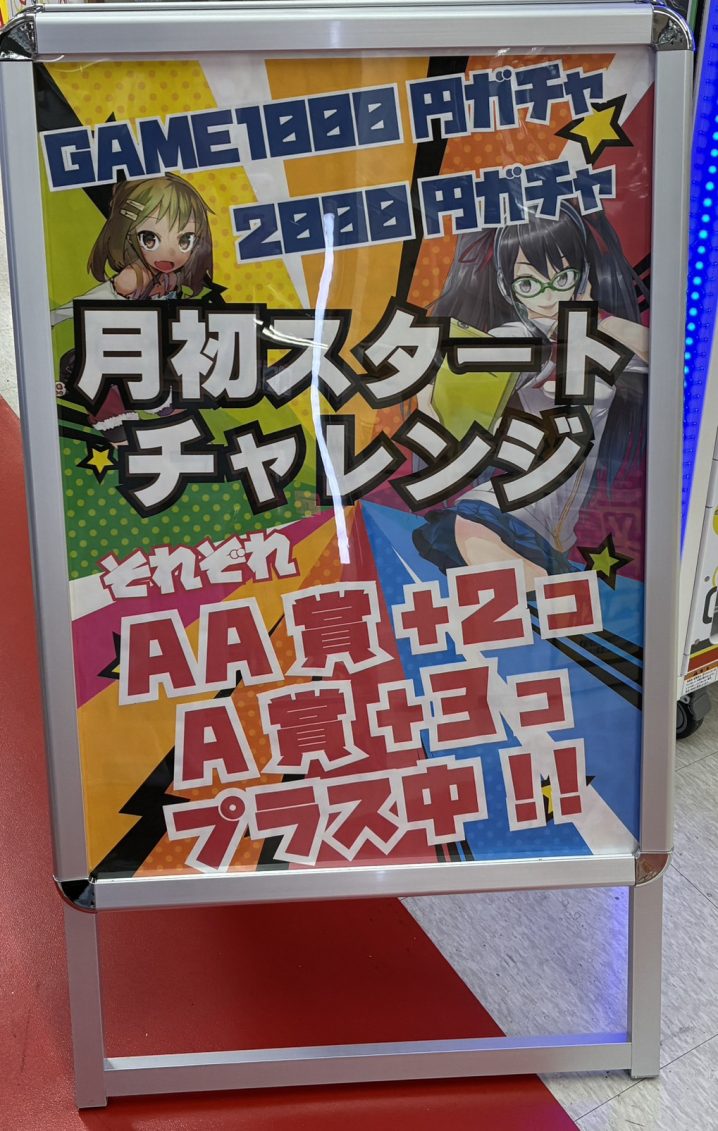 GAME1000円ガチャ
2000円ガチャ
月初スタート
チャレンジ
それぞれ
AA賞+2コ
A賞+3コ
プラス中!!